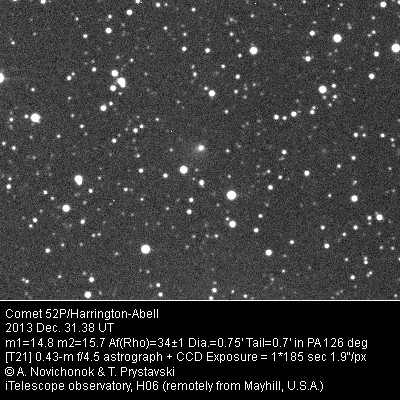 Comet 52P/Harrington-Abell
2013 Dec. 31.38 UT
m1=14.8 m2=15.7 Af(Rho)=34±1 Dia.=0.75' Tail=0.7' in PA 126 deg
[T21] 0.43-m f/4.5 astrograph + CCD Exposure = 1*185 sec 1.9"/px
© A. Novichonok & T. Prystavski
iTelescope observatory, H06 (remotely from Mayhill, U.S.A.)